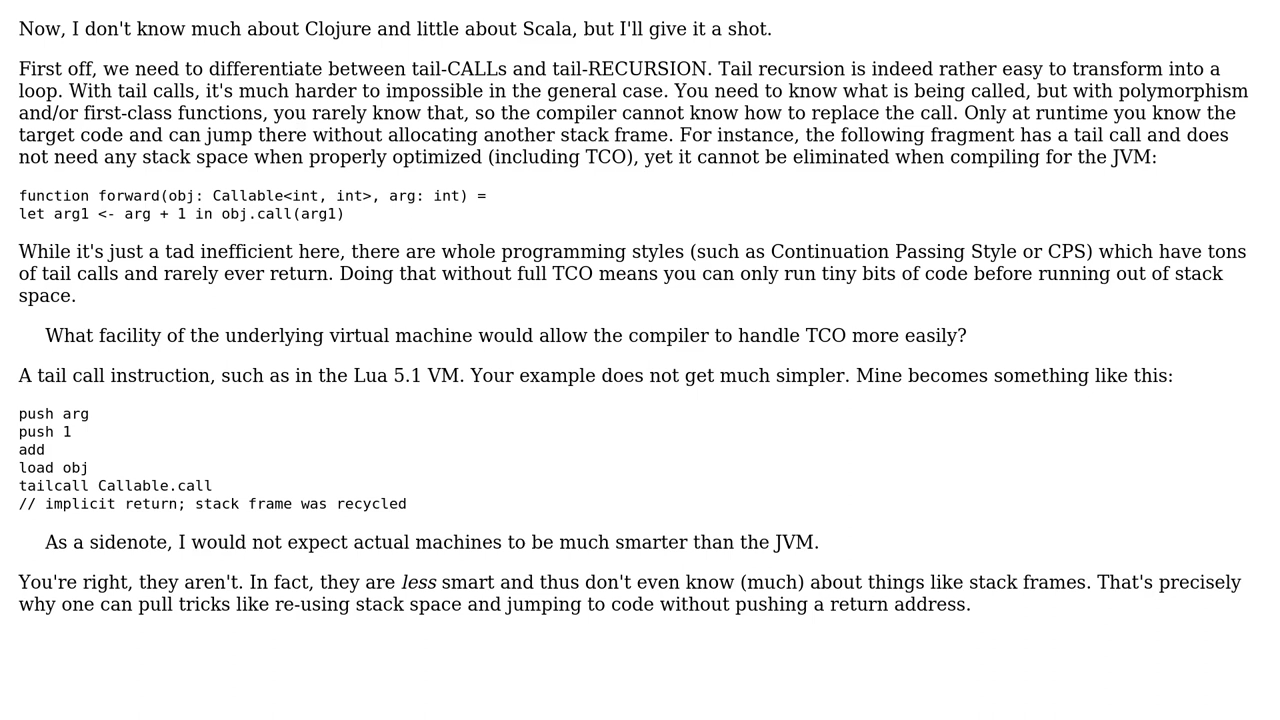 Now, I don't know much about Clojure and little about Scala, but I'll give it a shot.
First off, we need to differentiate between tail-CALLs and tail-RECURSION. Tail recursion is indeed rather easy to transform into a
loop. With tail calls, it's much harder to impossible in the general case. You need to know what is being called, but with polymorphism
and/or first-class functions, you rarely know that, so the compiler cannot know how to replace the call. Only at runtime you know the
target code and can jump there without allocating another stack frame. For instance, the following fragment has a tail call and does
not need any stack space when properly optimized (including TCO), yet it cannot be eliminated when compiling for the JVM:
function forward(obj: Callable<int, int>, arg: int) =
let arg1 <- arg + 1 in obj.call(arg1)
While it's just a tad inefficient here, there are whole programming styles (such as Continuation Passing Style or CPS) which have tons
of tail calls and rarely ever return. Doing that without full TCO means you can only run tiny bits of code before running out of stack
space.
What facility of the underlying virtual machine would allow the compiler to handle TCO more easily?
A tail call instruction, such as in the Lua 5.1 VM. Your example does not get much simpler. Mine becomes something like this:
push arg
push 1
add
load obj
tailcall Callable.call
// implicit return; stack frame was recycled
As a sidenote, I would not expect actual machines to be much smarter than the JVM.
You're right, they aren't. In fact, they are less smart and thus don't even know (much) about things like stack frames. That's precisely
why one can pull tricks like re-using stack space and jumping to code without pushing a return address.